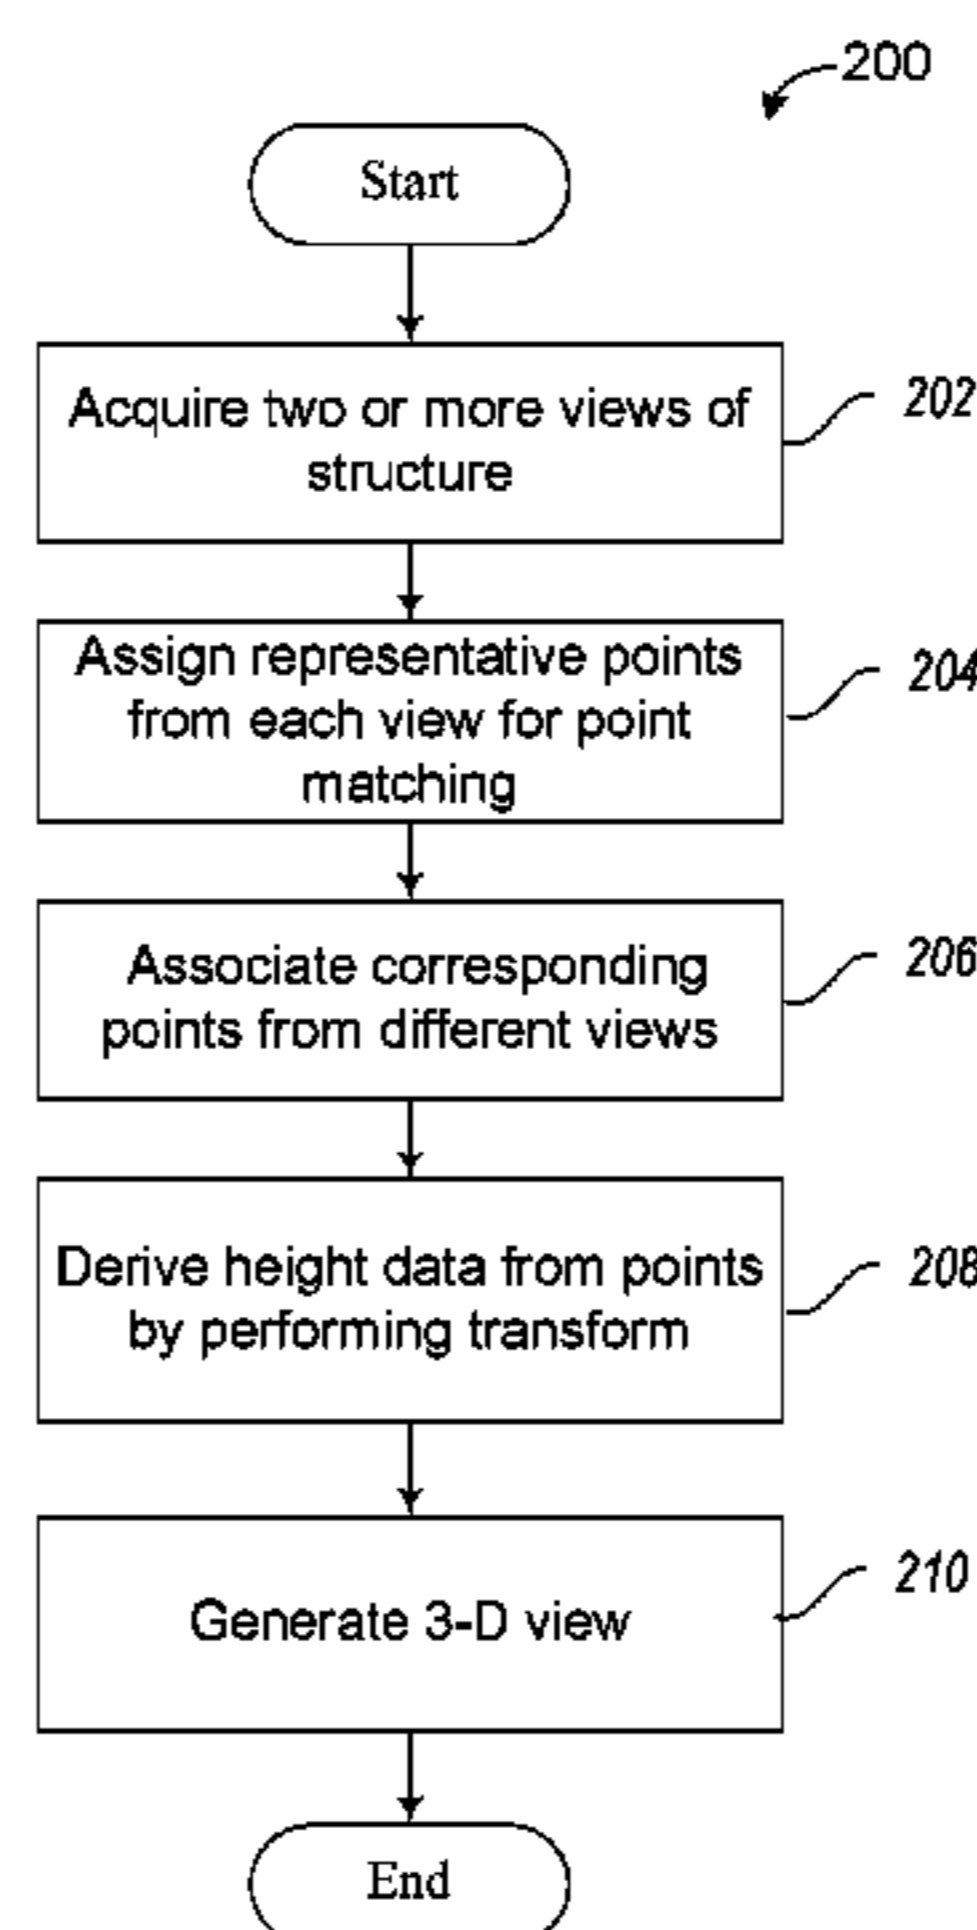 200
Start
Acquire two or more views of
structure
202
Assign representative points
from each view for point
matching
204
Associate corresponding
points from different views
206
Derive height data from points
by performing transform
208
Generate 3-D view
210
End